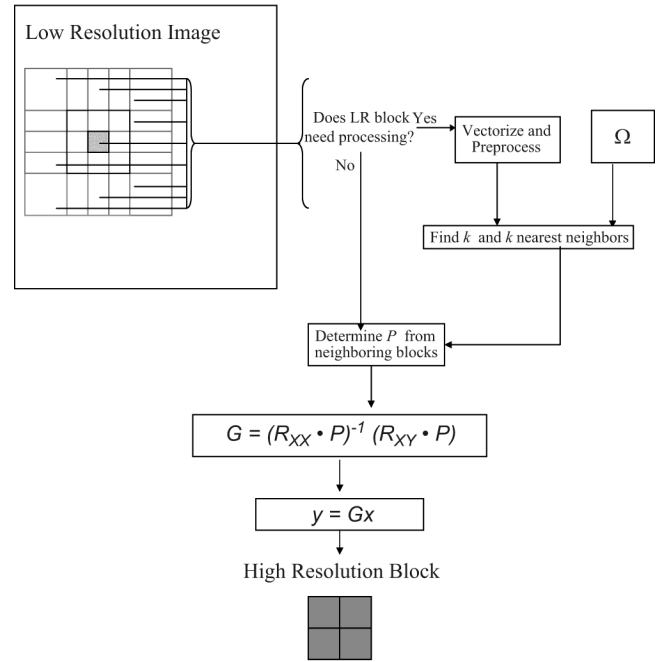 Low Resolution Image
Does LR block Yes
need processing?
No
Vectorize and
Preprocess
Ω
Find k and k nearest neighbors
Determine P from
neighboring blocks
G = (R_XX • P)^-1 (R_XY • P)
y = Gx
High Resolution Block